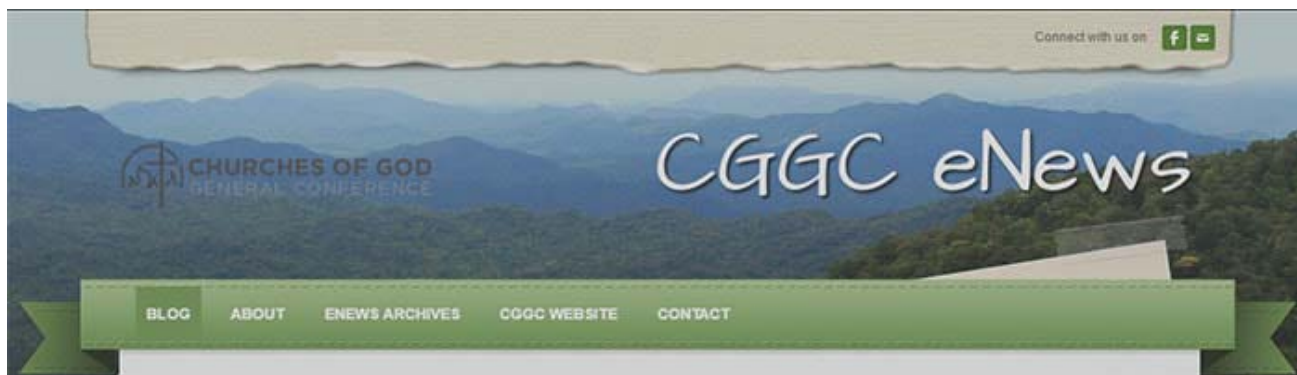 Connect with us on
CHURCHES OF GOD
GENERAL CONFERENCE
CGGC eNews
BLOG ABOUT ENEWS ARCHIVES CGGC WEBSITE CONTACT